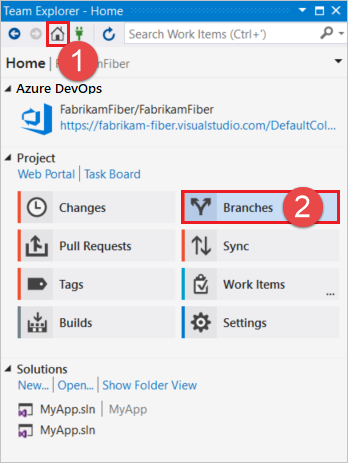 Team Explorer - Home
Search Work Items (Ctrl+')
1
Home | FabrikamFiber
Azure DevOps
FabrikamFiber/FabrikamFiber
https://fabrikam-fiber.visualstudio.com/DefaultCol...
Project
Web Portal | Task Board
Changes
Branches 2
Pull Requests
Sync
Tags
Work Items ...
Builds
Settings
Solutions
New... | Open... | Show Folder View
MyApp.sln | MyApp
MyApp.sln